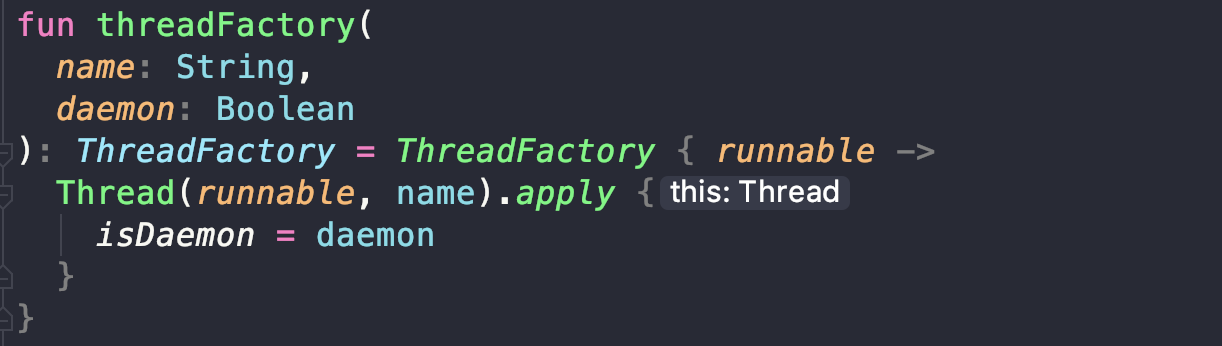 fun threadFactory(
  name: String,
  daemon: Boolean
): ThreadFactory = ThreadFactory { runnable ->
  Thread(runnable, name).apply { this: Thread
    isDaemon = daemon
  }
}